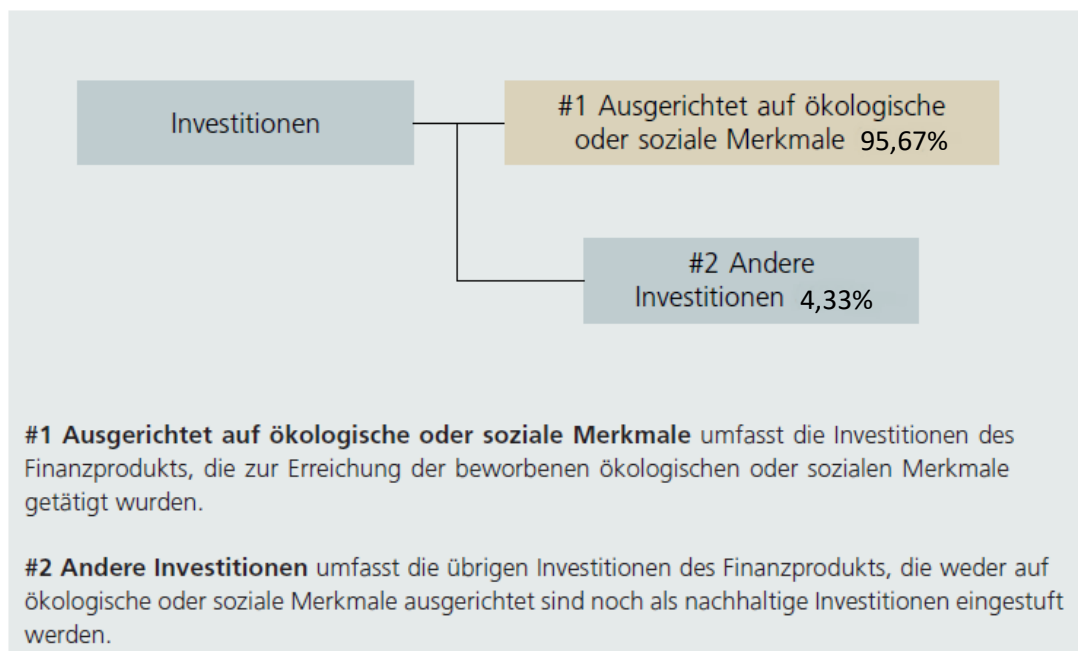 Investitionen
#1 Ausgerichtet auf ökologische
oder soziale Merkmale 95,67%
#2 Andere
Investitionen 4,33%
#1 Ausgerichtet auf ökologische oder soziale Merkmale umfasst die Investitionen des
Finanzprodukts, die zur Erreichung der beworbenen ökologischen oder sozialen Merkmale
getätigt wurden.
#2 Andere Investitionen umfasst die übrigen Investitionen des Finanzprodukts, die weder auf
ökologische oder soziale Merkmale ausgerichtet sind noch als nachhaltige Investitionen eingestuft
werden.